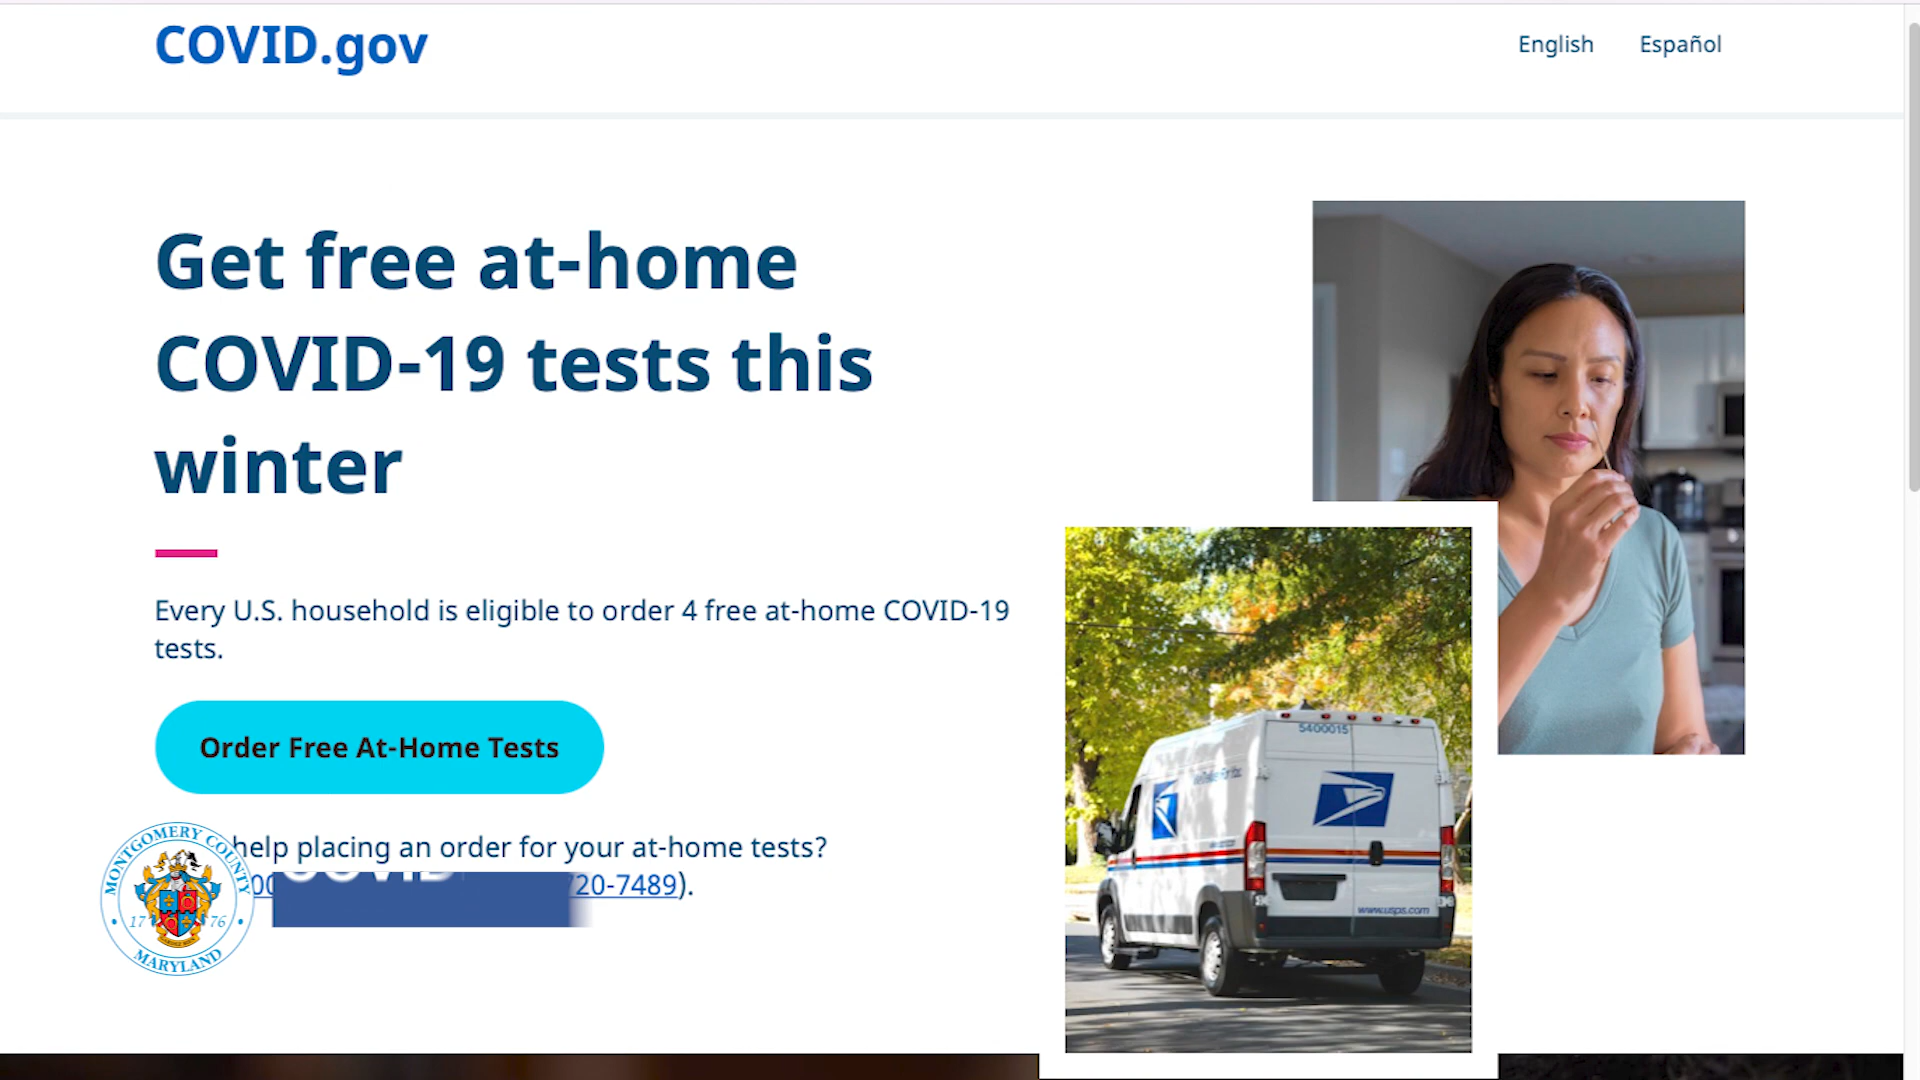 COVID.gov
English
Español
Get free at-home
COVID-19 tests this
winter
Every U.S. household is eligible to order 4 free at-home COVID-19
tests.
Order Free At-Home Tests
help placing an order for your at-home tests?
20-7489).
MONTGOMERY COUNTY
17 76
MARYLAND
5400015
www.usps.com